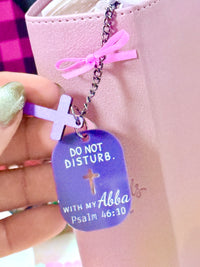 DO NOT
DISTURB.
WITH MY Abba
Psalm 46:10